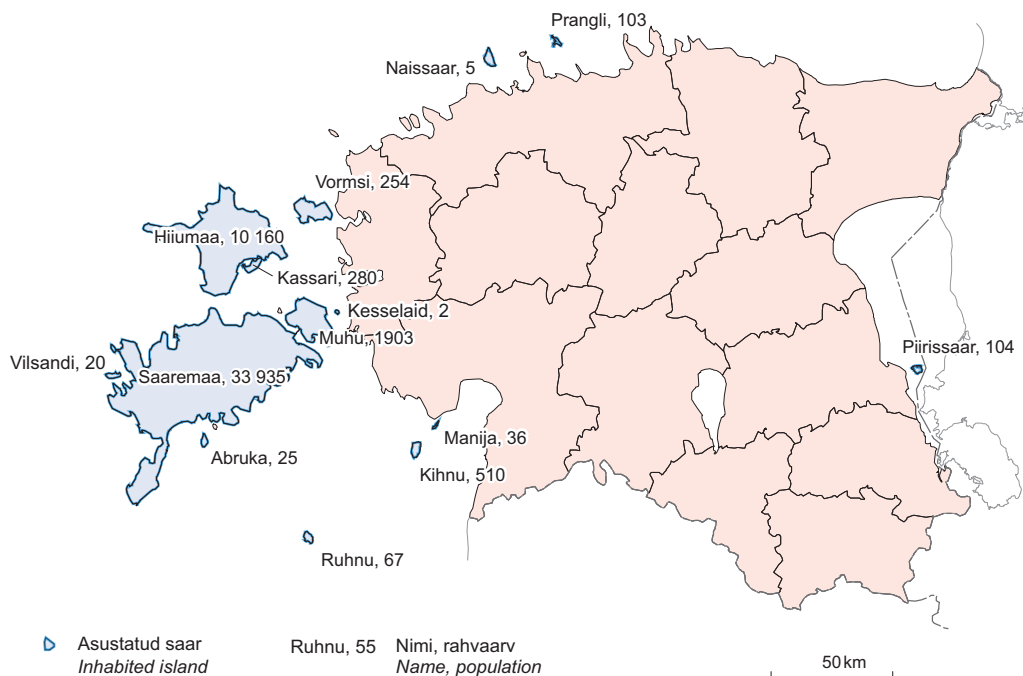 Prangli, 103
Naissaar, 5
Vormsi, 254
Hiiumaa, 10 160
Kassari, 280
Kesselaid, 2
Muhu, 1903
Vilsandi, 20
Saaremaa, 33 935
Piirissaar, 104
Manija, 36
Abruka, 25
Kihnu, 510
Ruhnu, 67
Asustatud saar
Inhabited island
Ruhnu, 55
Nimi, rahvaarv
Name, population
50 km